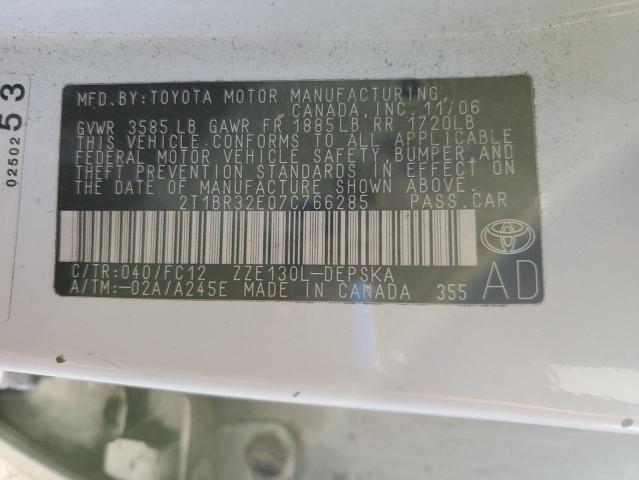 MFD. BY: TOYOTA MOTOR MANUFACTURING,
CANADA, INC. 11/06
GVWR 3585 LB GAWR FR 1885LB RR 1720LB
THIS VEHICLE CONFORMS TO ALL APPLICABLE
FEDERAL MOTOR VEHICLE SAFETY, BUMPER, AND
THEFT PREVENTION STANDARDS IN EFFECT ON
THE DATE OF MANUFACTURE SHOWN ABOVE.
2T1BR32E07C766285 PASS. CAR
C/TR: 040/FC12 ZZE130L-DEPSKA
A/TM: -02A/A245E MADE IN CANADA 355 AD
0250253